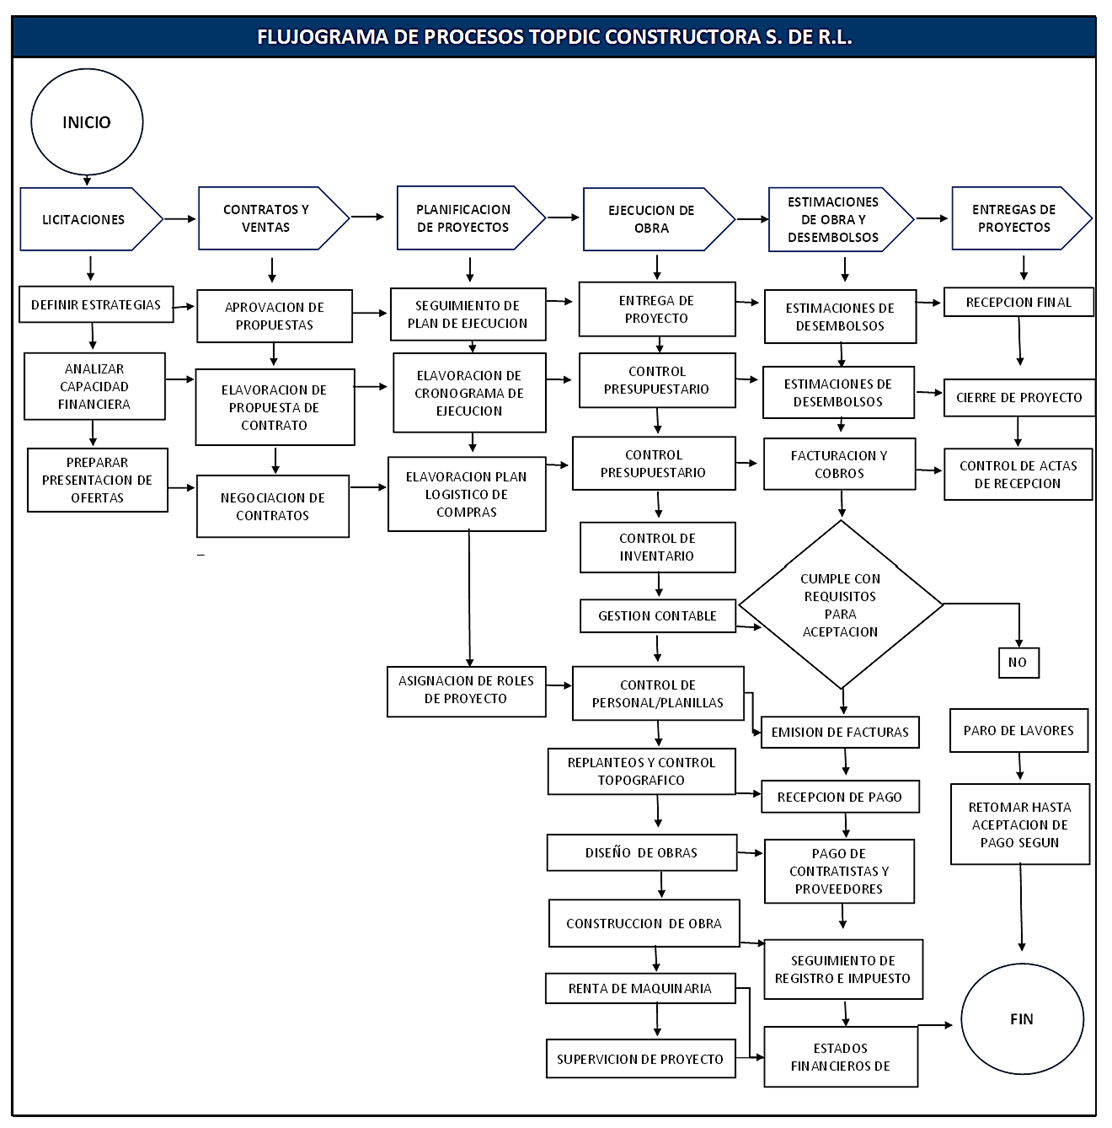 FLUJOGRAMA DE PROCESOS TOPDIC CONSTRUCTORA S. DE R.L.
INICIO
LICITACIONES
CONTRATOS Y
VENTAS
PLANIFICACION
DE PROYECTOS
EJECUCION DE
OBRA
ESTIMACIONES
DE OBRA Y
DESEMBOLSOS
ENTREGAS DE
PROYECTOS
DEFINIR ESTRATEGIAS
ANALIZAR
CAPACIDAD
FINANCIERA
PREPARAR
PRESENTACION DE
OFERTAS
APROVACION DE
PROPUESTAS
ELAVORACION DE
PROPUESTA DE
CONTRATO
NEGOCIACION DE
CONTRATOS
SEGUIMIENTO DE
PLAN DE EJECUCION
ELAVORACION DE
CRONOGRAMA DE
EJECUCION
ELAVORACION PLAN
LOGISTICO DE
COMPRAS
ASIGNACION DE ROLES
DE PROYECTO
ENTREGA DE
PROYECTO
CONTROL
PRESUPUESTARIO
CONTROL
PRESUPUESTARIO
CONTROL DE
INVENTARIO
GESTION CONTABLE
CONTROL DE
PERSONAL/PLANILLAS
REPLANTEOS Y CONTROL
TOPOGRAFICO
DISEÑO DE OBRAS
CONSTRUCCION DE OBRA
RENTA DE MAQUINARIA
SUPERVICION DE PROYECTO
ESTIMACIONES DE
DESEMBOLSOS
ESTIMACIONES DE
DESEMBOLSOS
FACTURACION Y
COBROS
CUMPLE CON
REQUISITOS
PARA
ACEPTACION
EMISION DE FACTURAS
RECEPCION DE PAGO
PAGO DE
CONTRATISTAS Y
PROVEEDORES
SEGUIMIENTO DE
REGISTRO E IMPUESTO
ESTADOS
FINANCIEROS DE
RECEPCION FINAL
CIERRE DE PROYECTO
CONTROL DE ACTAS
DE RECEPCION
NO
PARO DE LAVORES
RETOMAR HASTA
ACEPTACION DE
PAGO SEGUN
FIN